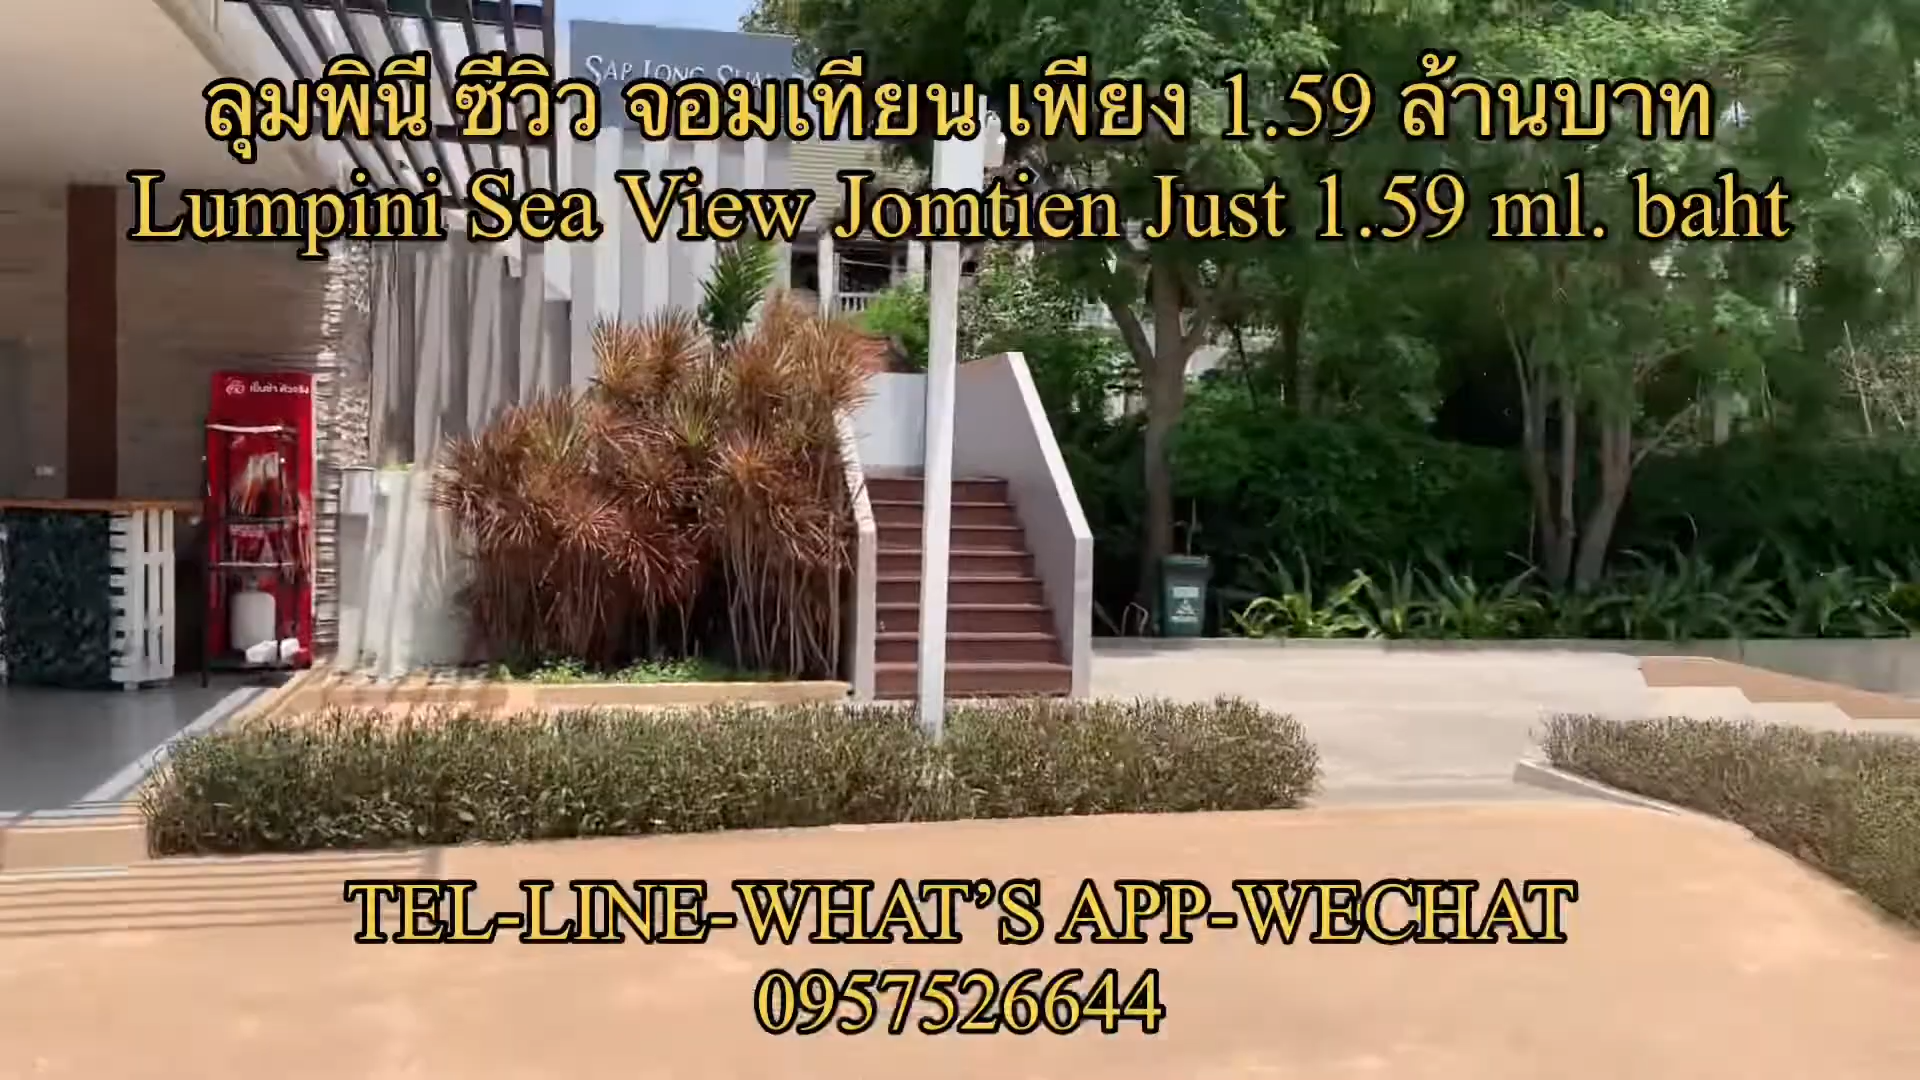 SAP LONG
ลุมพินี ซีวิว จอมเทียน เพียง 1.59 ล้านบาท
Lumpini Sea View Jomtien Just 1.59 ml. baht
TEL-LINE-WHAT’S APP-WECHAT
0957526644